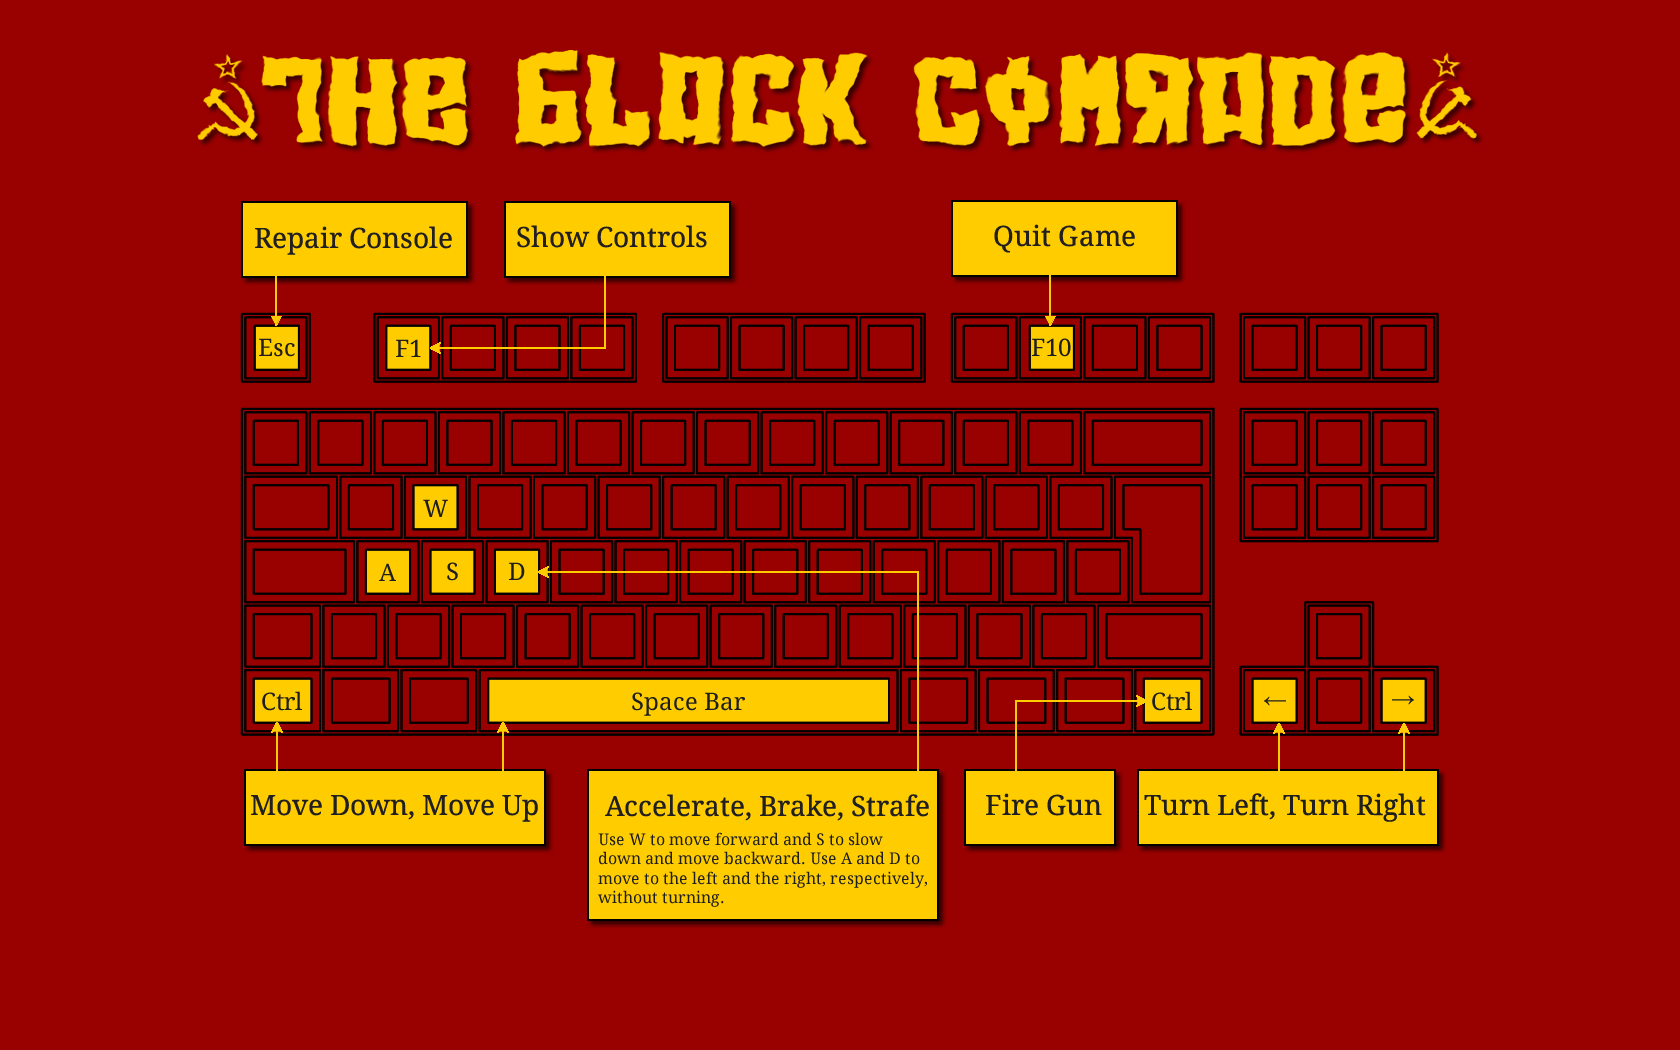 THE BLACK COMRADE
Repair Console
Show Controls
Quit Game
Esc
F1
F10
W
A
S
D
Ctrl
Space Bar
Ctrl
←
→
Move Down, Move Up
Accelerate, Brake, Strafe
Use W to move forward and S to slow
down and move backward. Use A and D to
move to the left and the right, respectively,
without turning.
Fire Gun
Turn Left, Turn Right